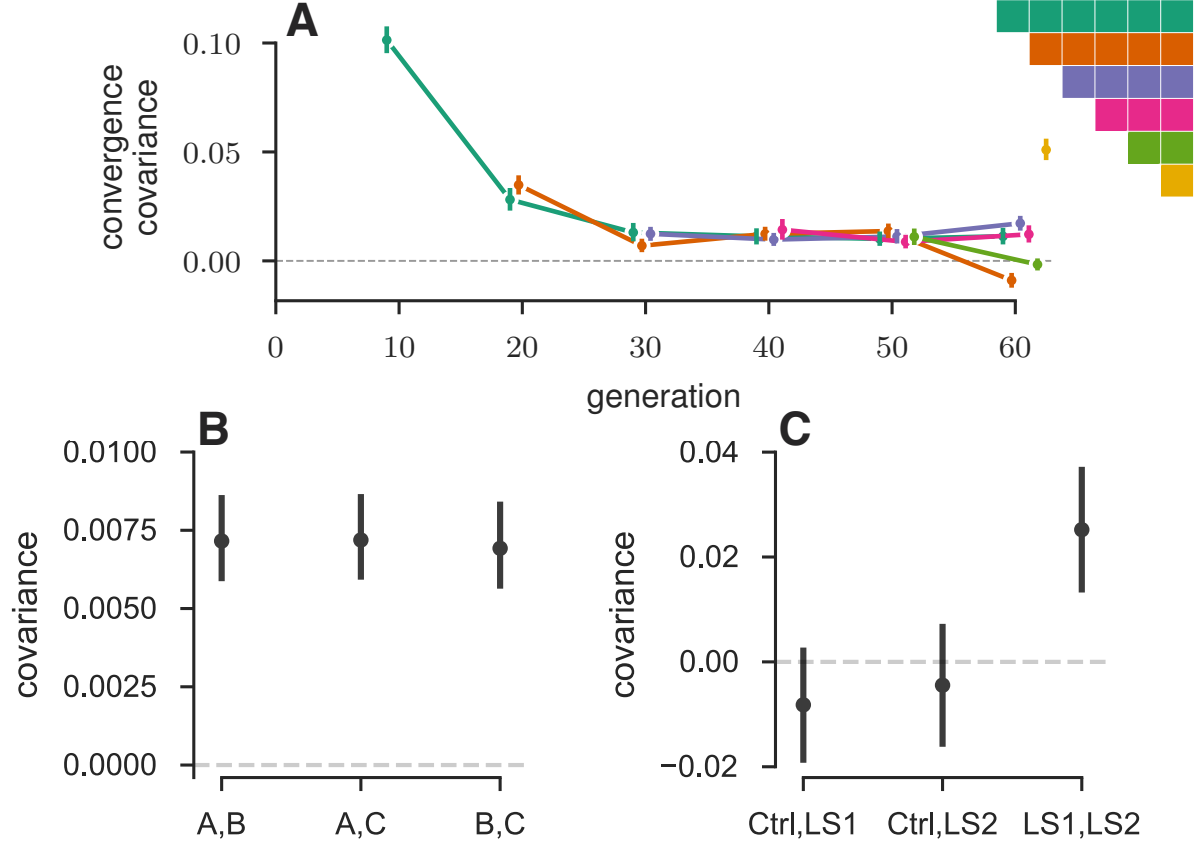 A
convergence
covariance
0.10
0.05
0.00
0
10
20
30
40
50
60
generation
B
covariance
0.0100
0.0075
0.0050
0.0025
0.0000
A,B
A,C
B,C
C
covariance
0.04
0.02
0.00
−0.02
Ctrl,LS1
Ctrl,LS2
LS1,LS2